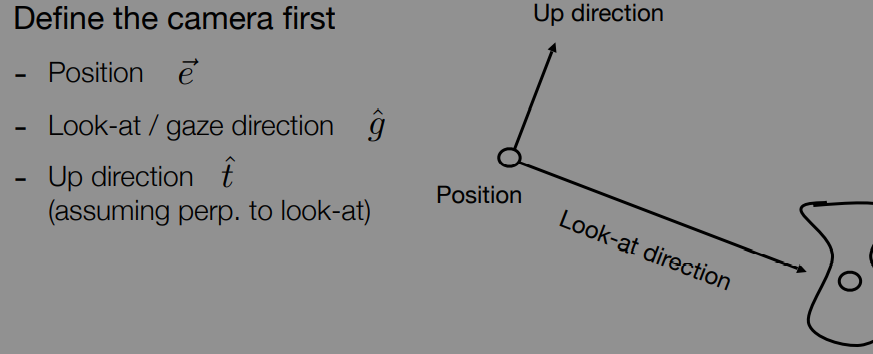 Define the camera first
- Position $\vec{e}$
- Look-at / gaze direction $\hat{g}$
- Up direction $\hat{t}$
(assuming perp. to look-at)
Up direction
Position
Look-at direction